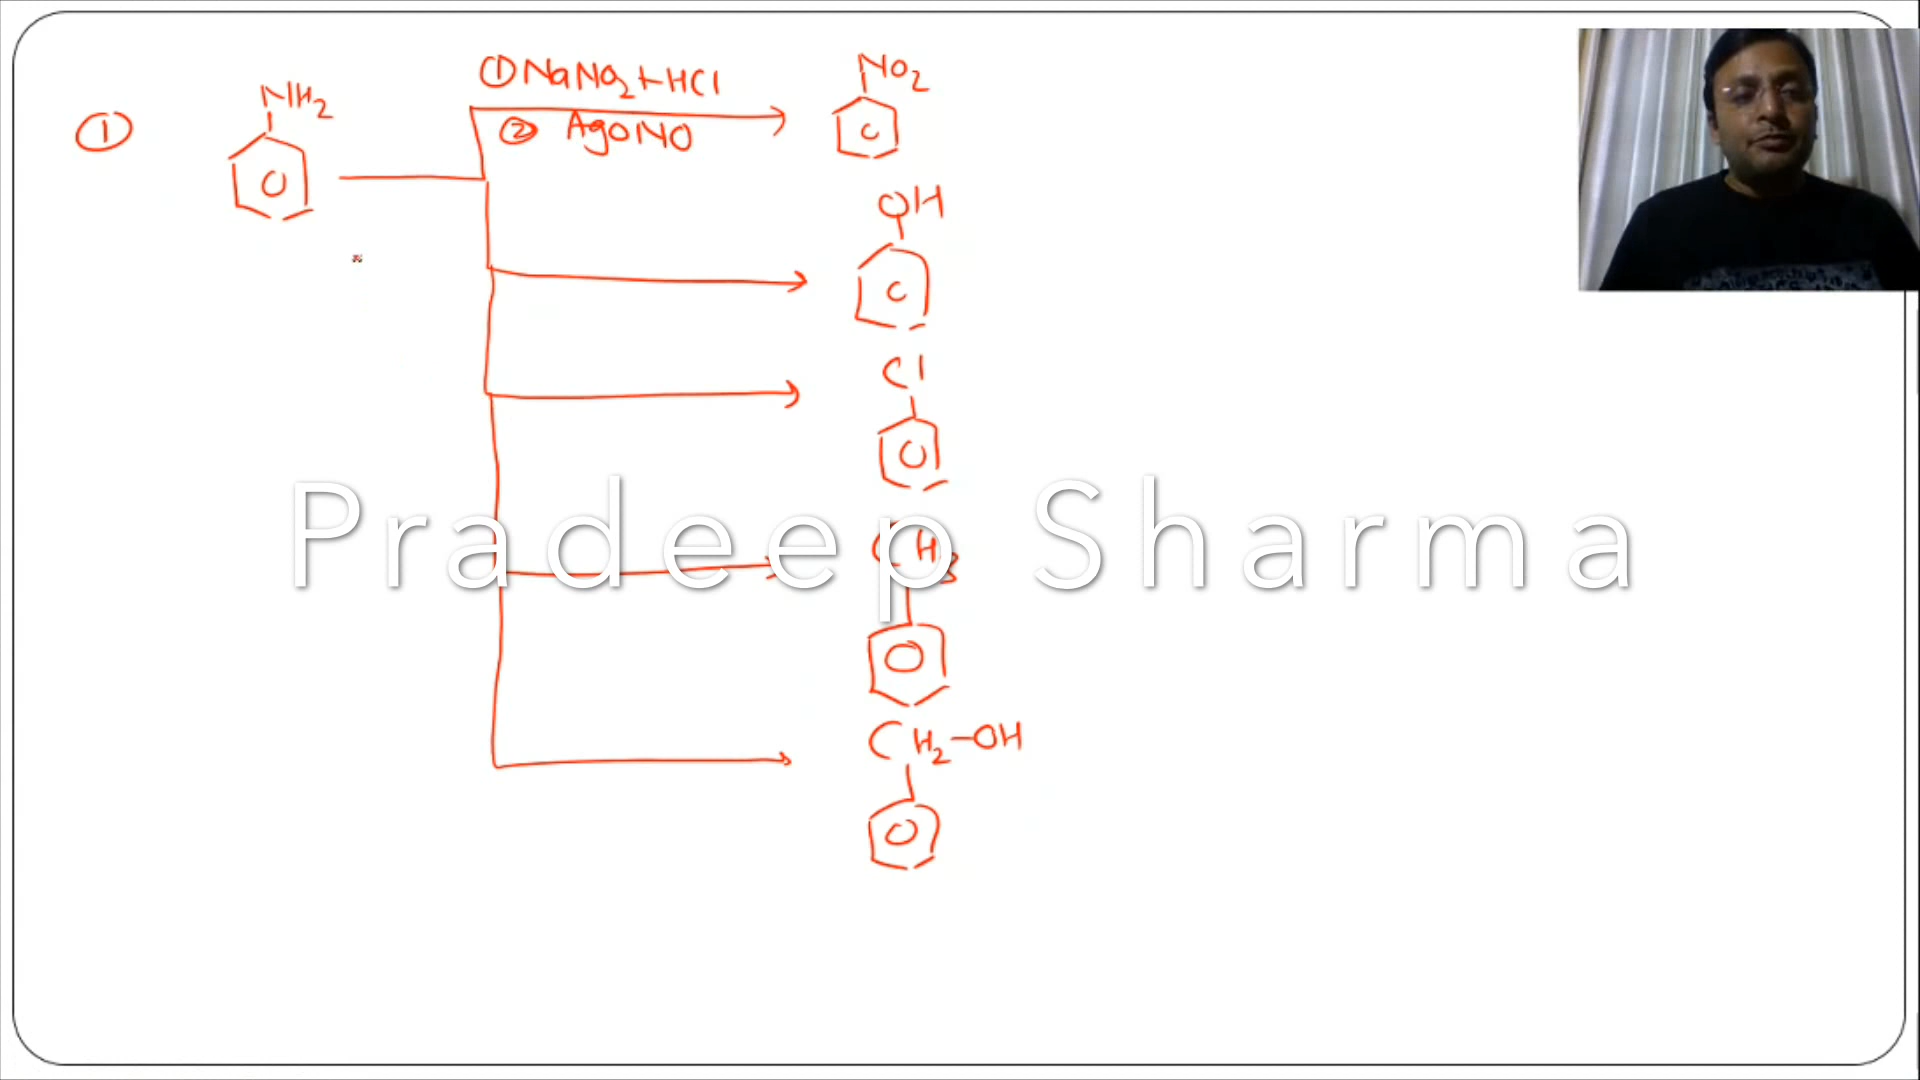 ① NaNO₂+HCl
② AgONO
NO₂
①
NH₂
OH
Cl
Pradeep Sharma
CH₃
CH₂-OH